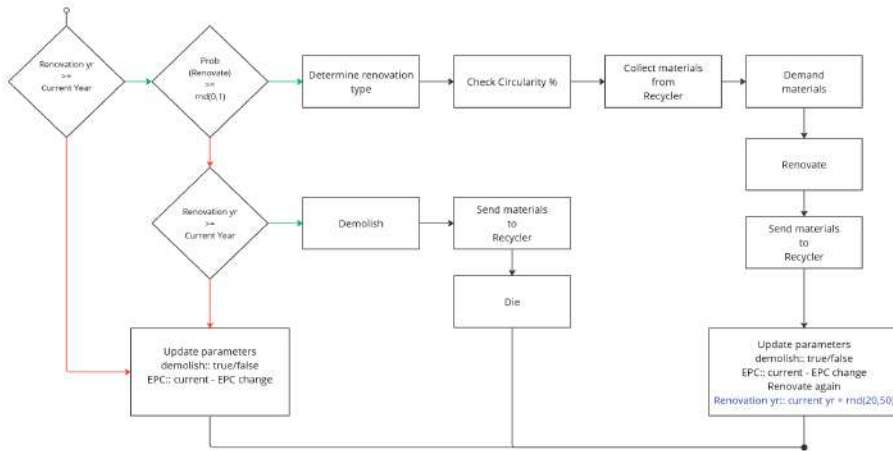 Renovation yr
>=
Current Year
Prob
(Renovate)
>=
rnd(0,1)
Determine renovation
type
Check Circularity %
Collect materials
from
Recycler
Demand
materials
Renovate
Renovation yr
>=
Current Year
Demolish
Send materials
to
Recycler
Send materials
to
Recycler
Die
Update parameters
demolish:: true/false
EPC:: current - EPC change
Update parameters
demolish:: true/false
EPC:: current - EPC change
Renovate again
Renovation yr:: current yr + rnd(20,50)